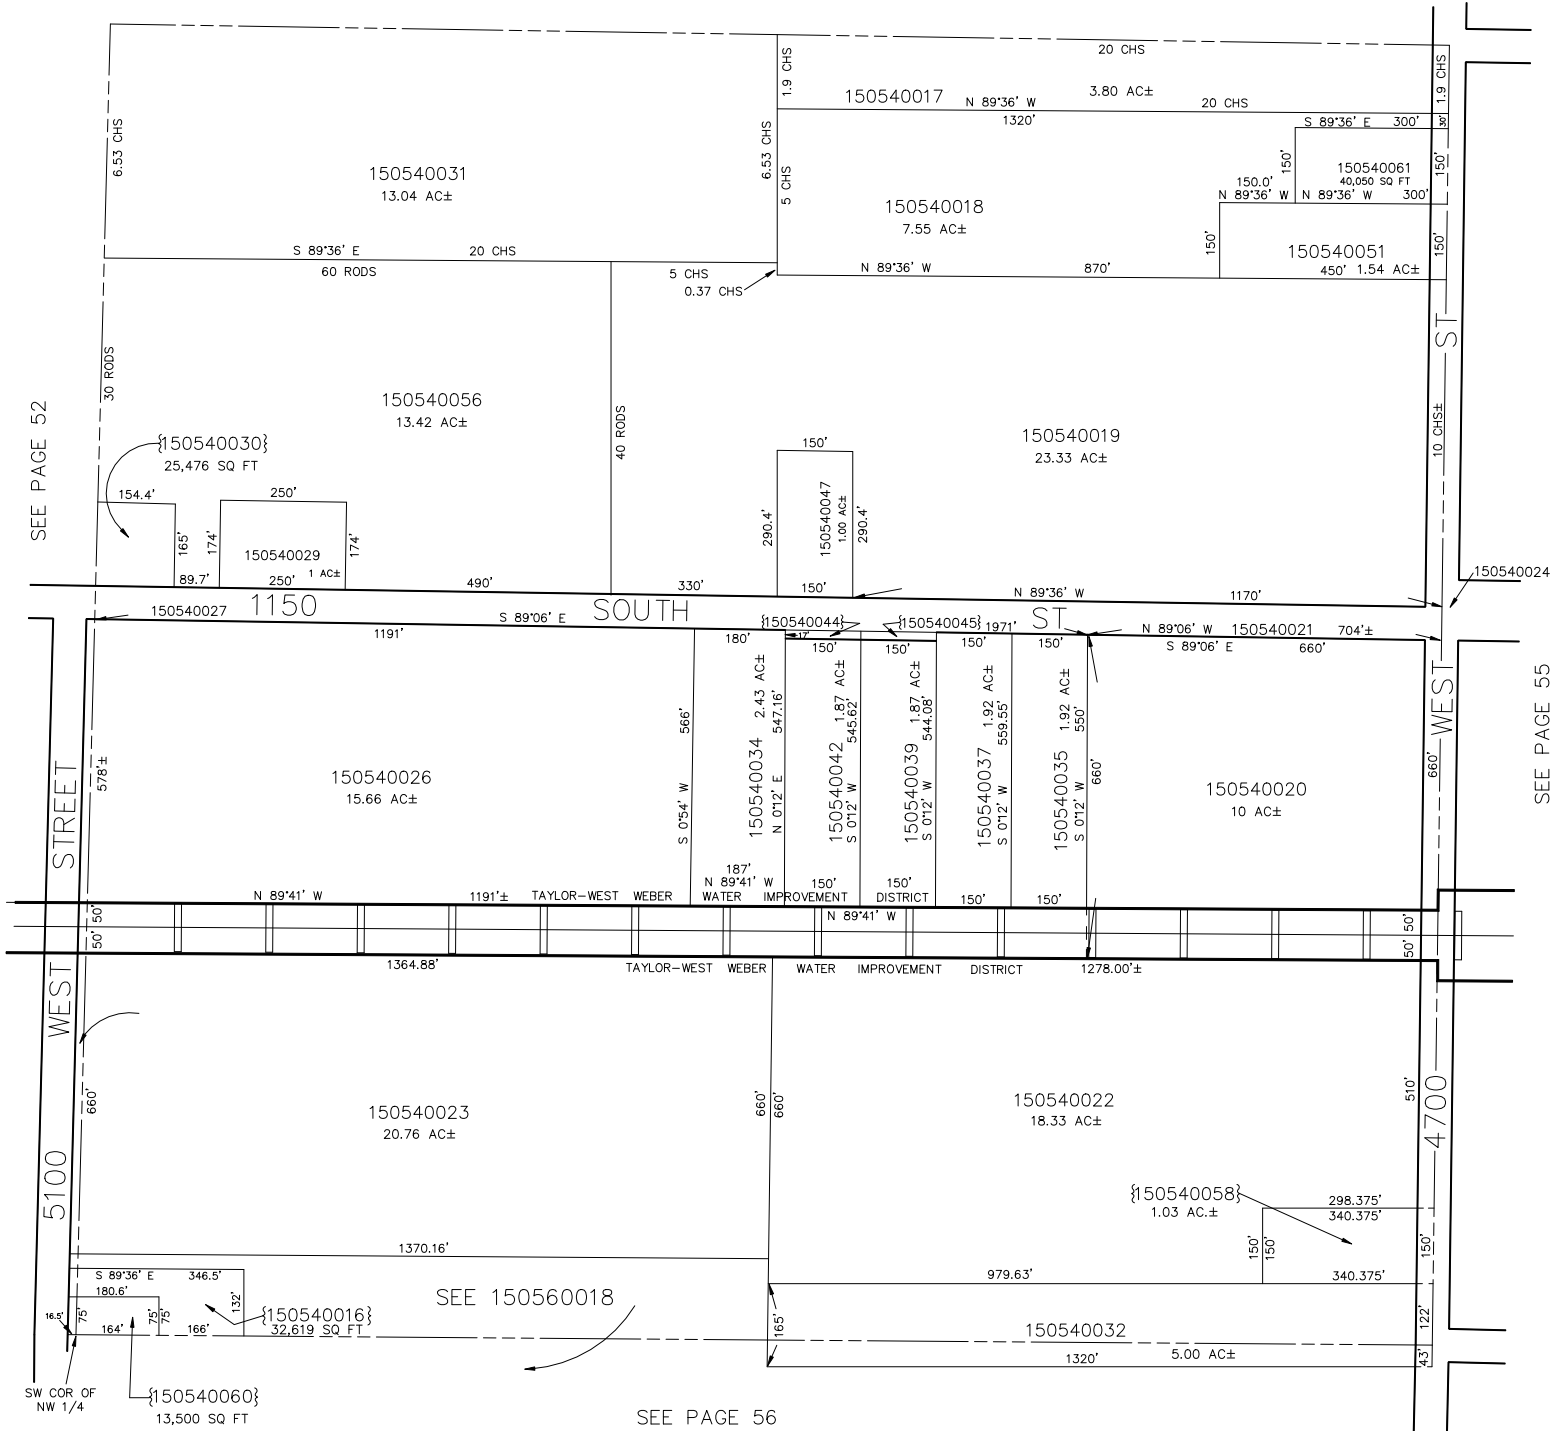 20 CHS
1.9 CHS
3.80 AC±
1.9 CHS
150540017
N 89°36' W
20 CHS
1320'
S 89°36' E
300'
30'
6.53 CHS
6.53 CHS
150540031
13.04 AC±
5 CHS
150'
150540061
40,050 SQ FT
150'
150.0'
N 89°36' W
N 89°36' W
300'
150540018
7.55 AC±
150'
150540051
450'
1.54 AC±
150'
S 89°36' E
20 CHS
60 RODS
5 CHS
0.37 CHS
N 89°36' W
870'
ST
30 RODS
SEE PAGE 52
150540056
13.42 AC±
40 RODS
150540019
23.33 AC±
10 CHS±
{150540030}
25,476 SQ FT
150'
154.4'
250'
165'
174'
174'
150540029
1 AC±
290.4'
150540047
1.00 AC±
290.4'
89.7'
250'
490'
330'
150'
N 89°36' W
1170'
150540024
1150
SOUTH
ST
150540027
S 89°06' E
1191'
{150540044}
{150540045}
1971'
N 89°06' W
150540021
704'±
S 89°06' E
660'
180'
17'
150'
150'
150'
150'
578'±
150540026
15.66 AC±
566'
S 0°54' W
150540034
2.43 AC±
547.16'
N 0°12' E
150540042
1.87 AC±
545.62'
S 0°12' W
150540039
1.87 AC±
544.08'
S 0°12' W
150540037
1.92 AC±
559.55'
S 0°12' W
150540035
1.92 AC±
550'
S 0°12' W
660'
150540020
10 AC±
660'
WEST
SEE PAGE 55
187'
N 89°41' W
150'
150'
150'
150'
N 89°41' W
1191'±
TAYLOR-WEST WEBER WATER IMPROVEMENT DISTRICT
50'
50'
N 89°41' W
50'
50'
1364.88'
TAYLOR-WEST WEBER WATER IMPROVEMENT DISTRICT
1278.00'±
5100 WEST STREET
660'
150540023
20.76 AC±
660'
660'
150540022
18.33 AC±
510'
4700
{150540058}
1.03 AC.±
298.375'
340.375'
150'
150'
150'
1370.16'
979.63'
340.375'
S 89°36' E
346.5'
180.6'
SEE 150560018
132'
16.5'
75'
75'
75'
{150540016}
32,619 SQ FT
164'
166'
165'
150540032
122'
1320'
5.00 AC±
43'
SW COR OF
NW 1/4
{150540060}
13,500 SQ FT
SEE PAGE 56